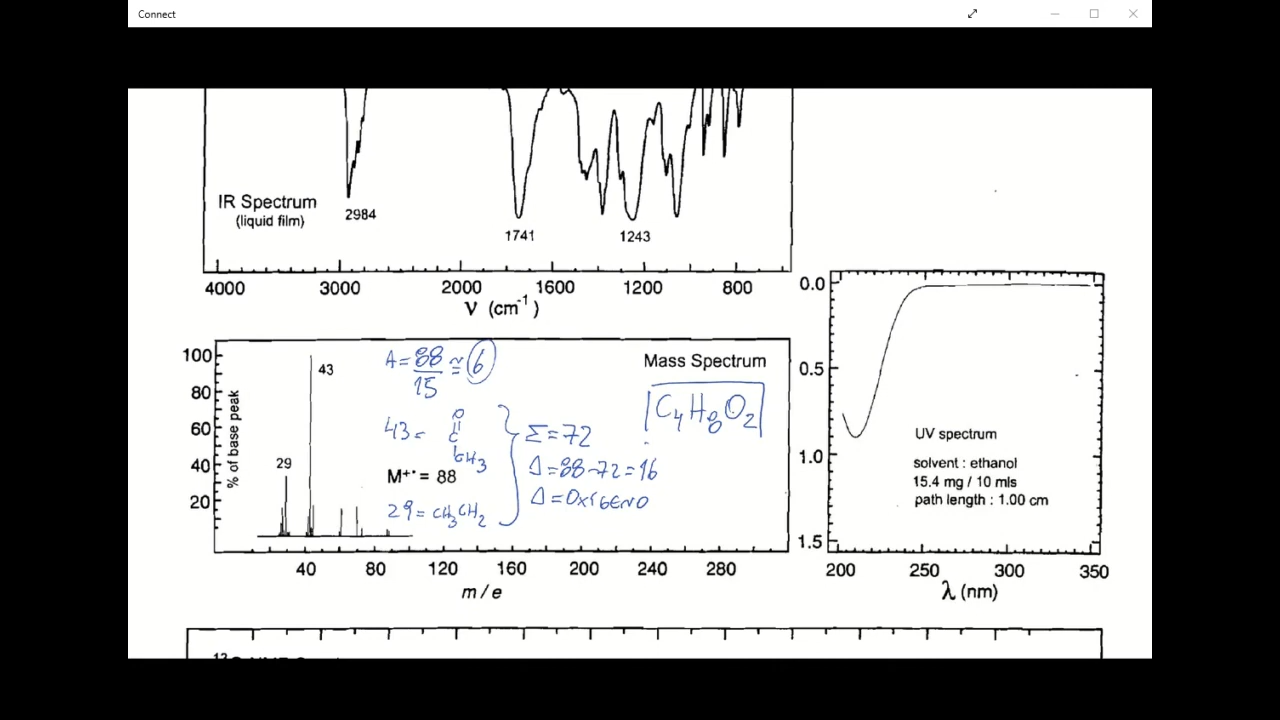 Connect
IR Spectrum
(liquid film)
2984
1741
1243
4000 3000 2000 1600 1200 800
ν (cm-1)
100
80
60
40
20
% of base peak
29
43
A = 88/15 ≅ 6
43 = O
C
CH3
M+• = 88
29 = CH3CH2
Σ = 72
Δ = 88 - 72 = 16
Δ = OXIGENO
Mass Spectrum
C4H8O2
40 80 120 160 200 240 280
m / e
0.0
0.5
1.0
1.5
UV spectrum
solvent : ethanol
15.4 mg / 10 mls
path length : 1.00 cm
200 250 300 350
λ (nm)